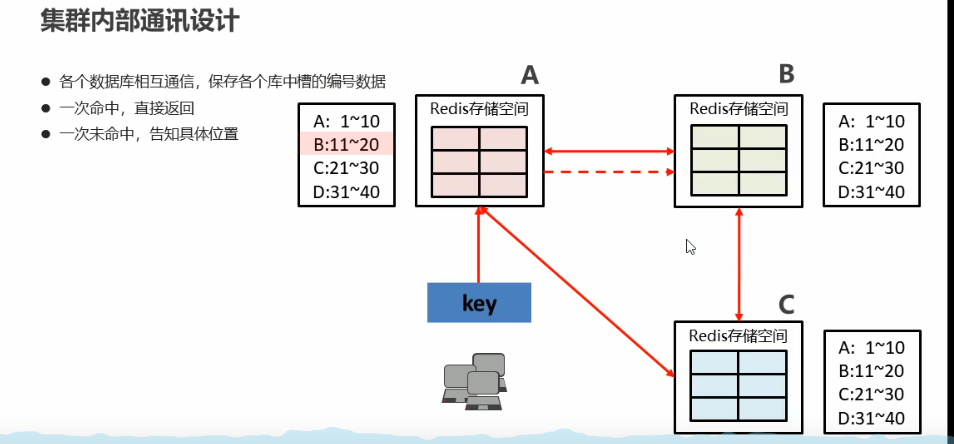 集群内部通讯设计
● 各个数据库相互通信，保存各个库中槽的编号数据
● 一次命中，直接返回
● 一次未命中，告知具体位置
A: 1~10
B:11~20
C:21~30
D:31~40
A
Redis存储空间
B
Redis存储空间
A: 1~10
B:11~20
C:21~30
D:31~40
key
C
Redis存储空间
A: 1~10
B:11~20
C:21~30
D:31~40